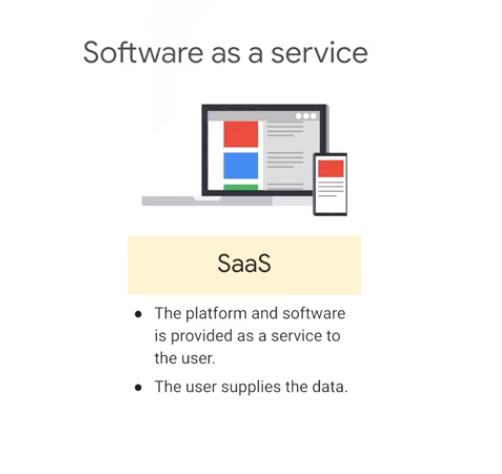 Software as a service
SaaS
● The platform and software
is provided as a service to
the user.
● The user supplies the data.